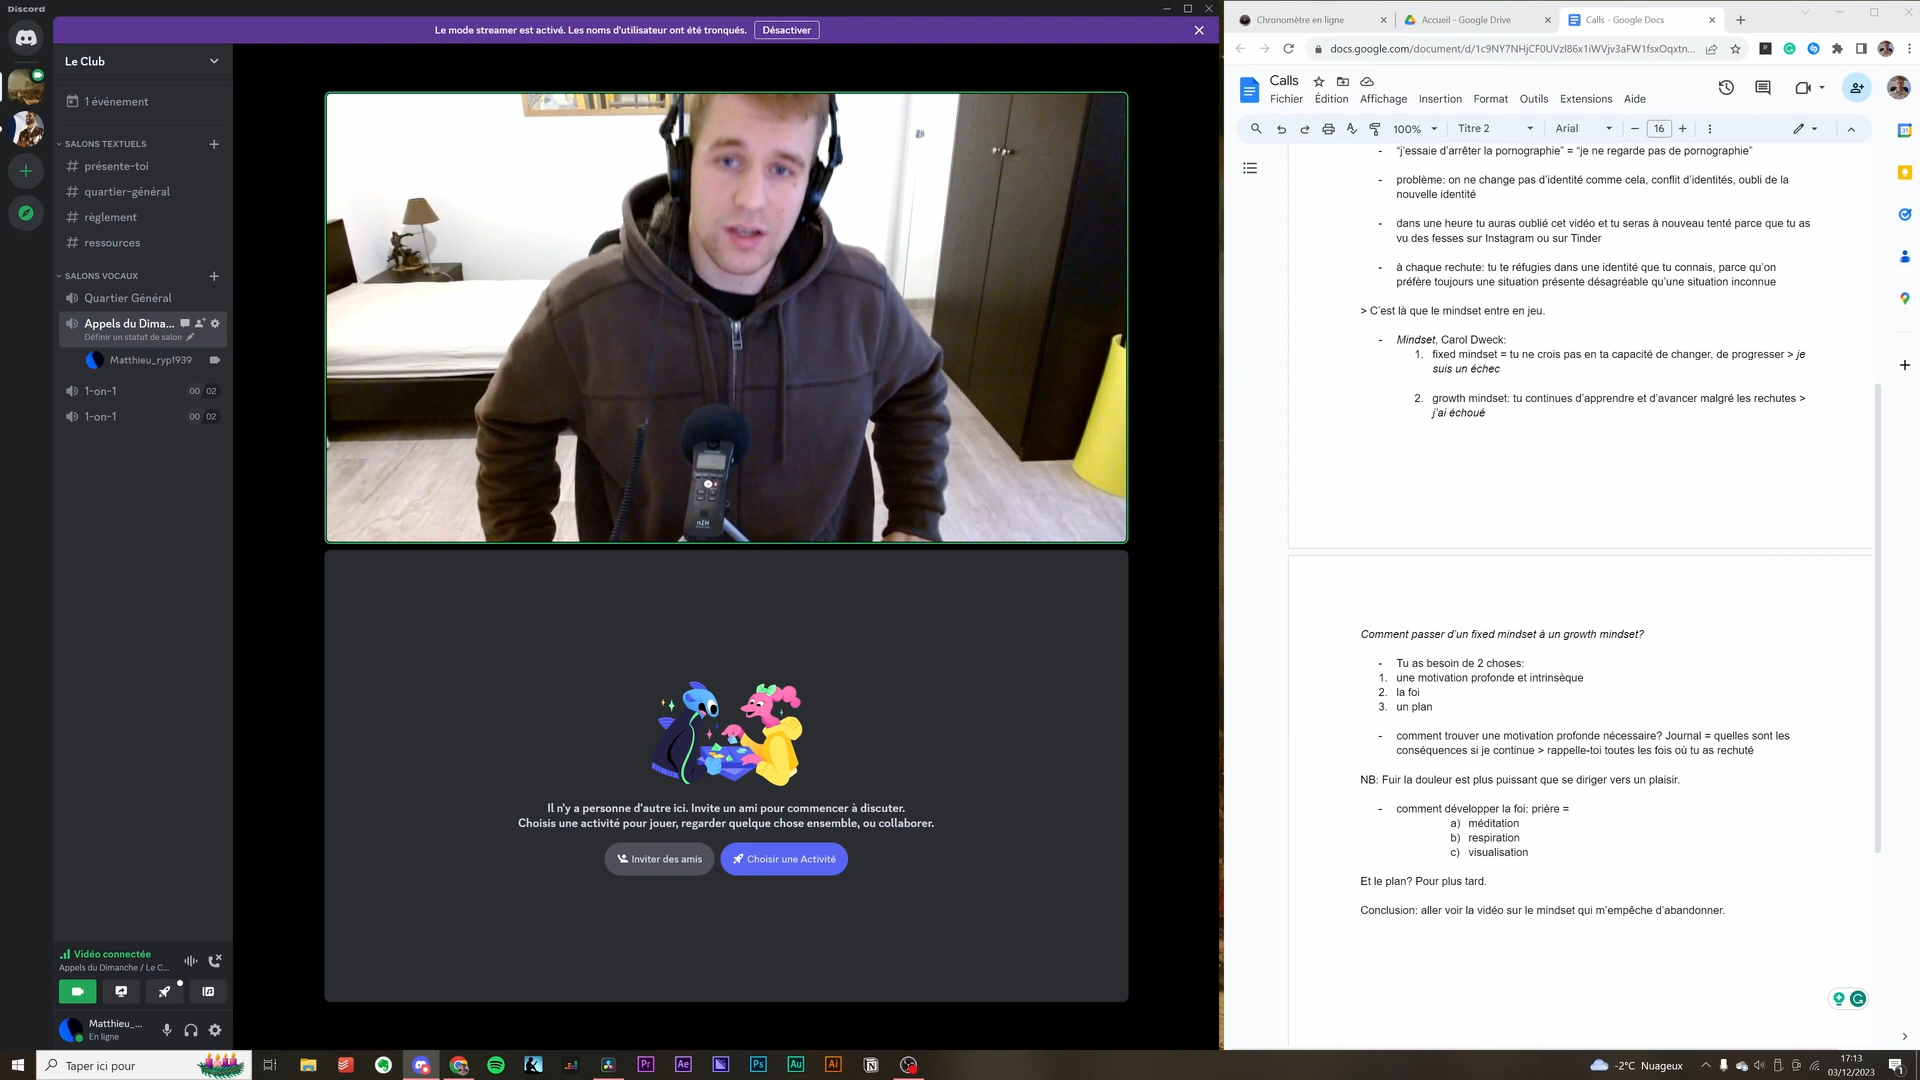 Discord
Le mode streamer est activé. Les noms d'utilisateur ont été tronqués.
Désactiver
Le Club
1 événement
SALONS TEXTUELS
présente-toi
quartier-général
règlement
ressources
SALONS VOCAUX
Quartier Général
Appels du Dima...
Définir un statut de salon
Matthieu_ryp1939
1-on-1 00 02
1-on-1 00 02
Il n'y a personne d'autre ici. Invite un ami pour commencer à discuter.
Choisis une activité pour jouer, regarder quelque chose ensemble, ou collaborer.
Inviter des amis
Choisir une Activité
Vidéo connectée
Appels du Dimanche / Le C...
Matthieu_...
En ligne
Chronomètre en ligne
Accueil - Google Drive
Calls - Google Docs
docs.google.com/document/d/1c9NY7NHjCF0UVzl86x1iWVjv3aFW1fsxOqxtn...
Calls
Fichier Édition Affichage Insertion Format Outils Extensions Aide
100% Titre 2 Arial 16
- “j’essaie d’arrêter la pornographie” = “je ne regarde pas de pornographie”
- problème: on ne change pas d’identité comme cela, conflit d’identités, oubli de la
nouvelle identité
- dans une heure tu auras oublié cet vidéo et tu seras à nouveau tenté parce que tu as
vu des fesses sur Instagram ou sur Tinder
- à chaque rechute: tu te réfugies dans une identité que tu connais, parce qu’on
préfère toujours une situation présente désagréable qu’une situation inconnue
> C’est là que le mindset entre en jeu.
- Mindset, Carol Dweck:
1. fixed mindset = tu ne crois pas en ta capacité de changer, de progresser > je
suis un échec
2. growth mindset: tu continues d’apprendre et d’avancer malgré les rechutes >
j’ai échoué
Comment passer d’un fixed mindset à un growth mindset?
- Tu as besoin de 2 choses:
1. une motivation profonde et intrinsèque
2. la foi
3. un plan
- comment trouver une motivation profonde nécessaire? Journal = quelles sont les
conséquences si je continue > rappelle-toi toutes les fois où tu as rechuté
NB: Fuir la douleur est plus puissant que se diriger vers un plaisir.
- comment développer la foi: prière =
a) méditation
b) respiration
c) visualisation
Et le plan? Pour plus tard.
Conclusion: aller voir la vidéo sur le mindset qui m’empêche d’abandonner.
Taper ici pour
Pr
Ae
Ps
Au
Ai
-2°C Nuageux
17:13
03/12/2023